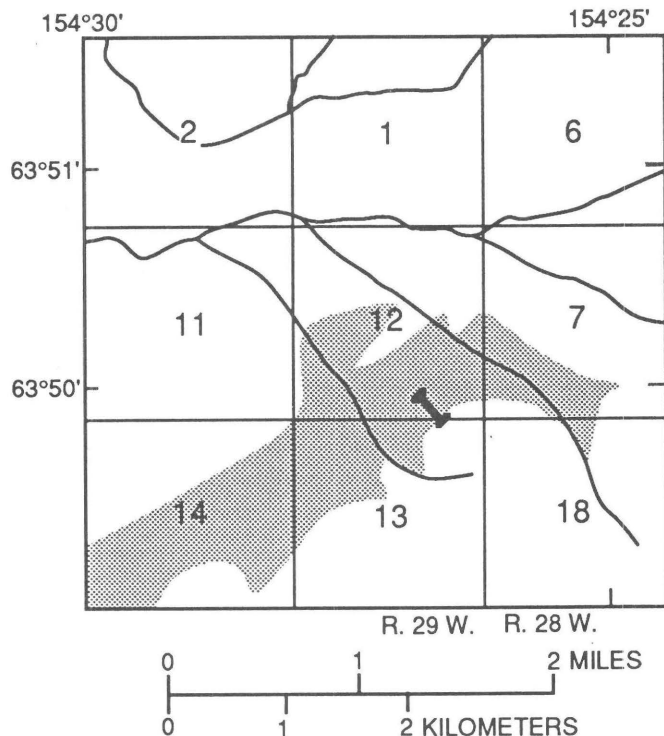 154°30' 154°25'
2 1 6
63°51'
11 12 7
63°50'
14 13 18
R. 29 W. R. 28 W.
0 1 2 MILES
0 1 2 KILOMETERS